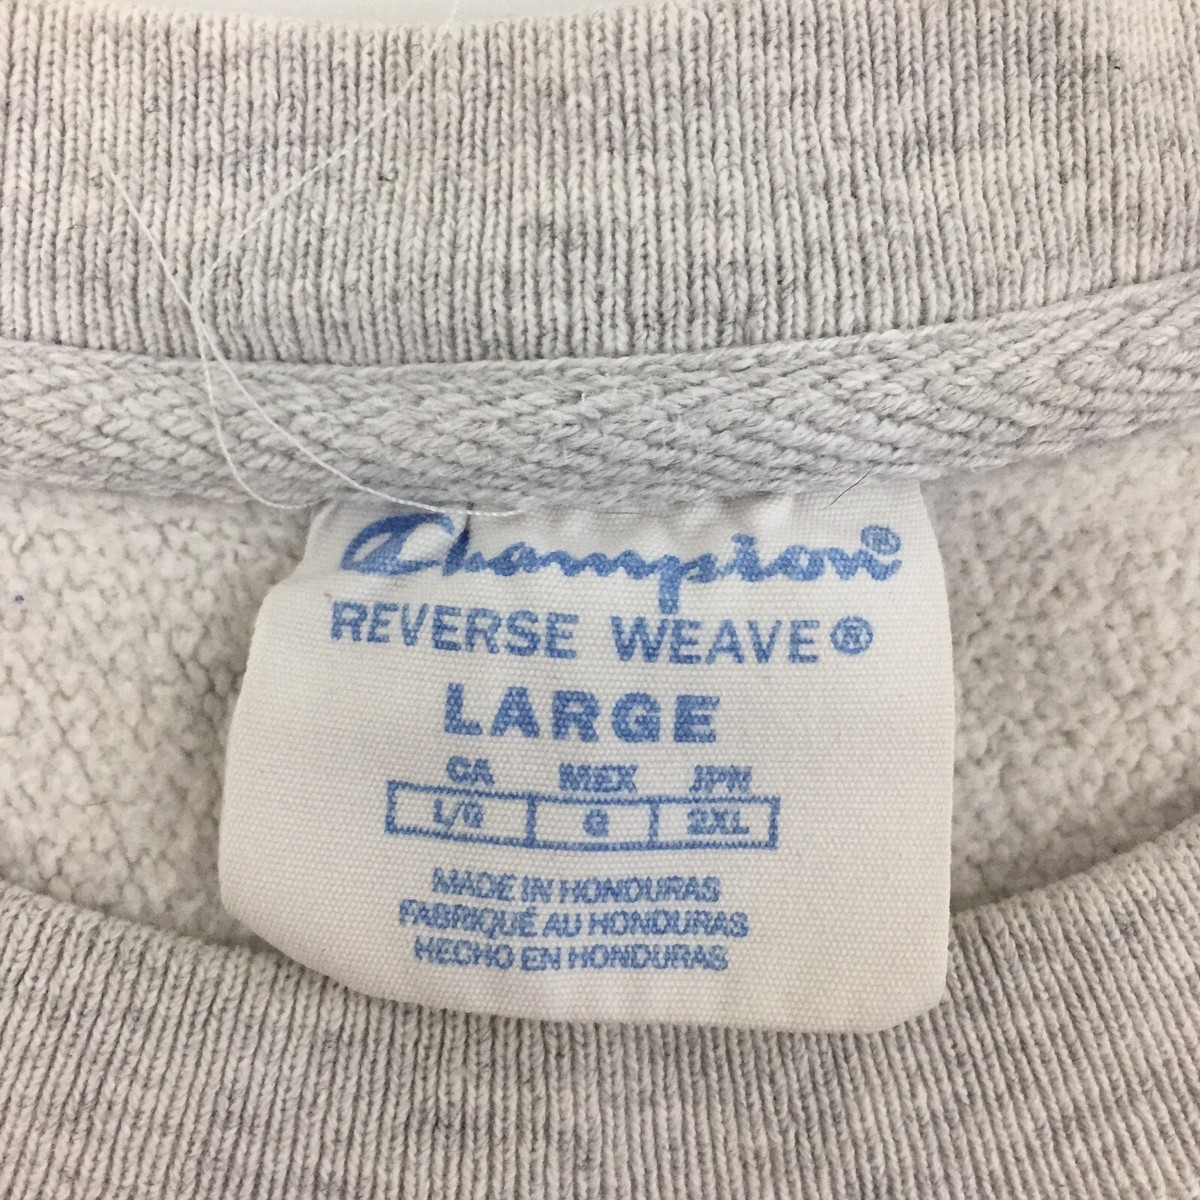 Champion®
REVERSE WEAVE®
LARGE
CA MEX JPN
L/G G 2XL
MADE IN HONDURAS
FABRIQUÉ AU HONDURAS
HECHO EN HONDURAS